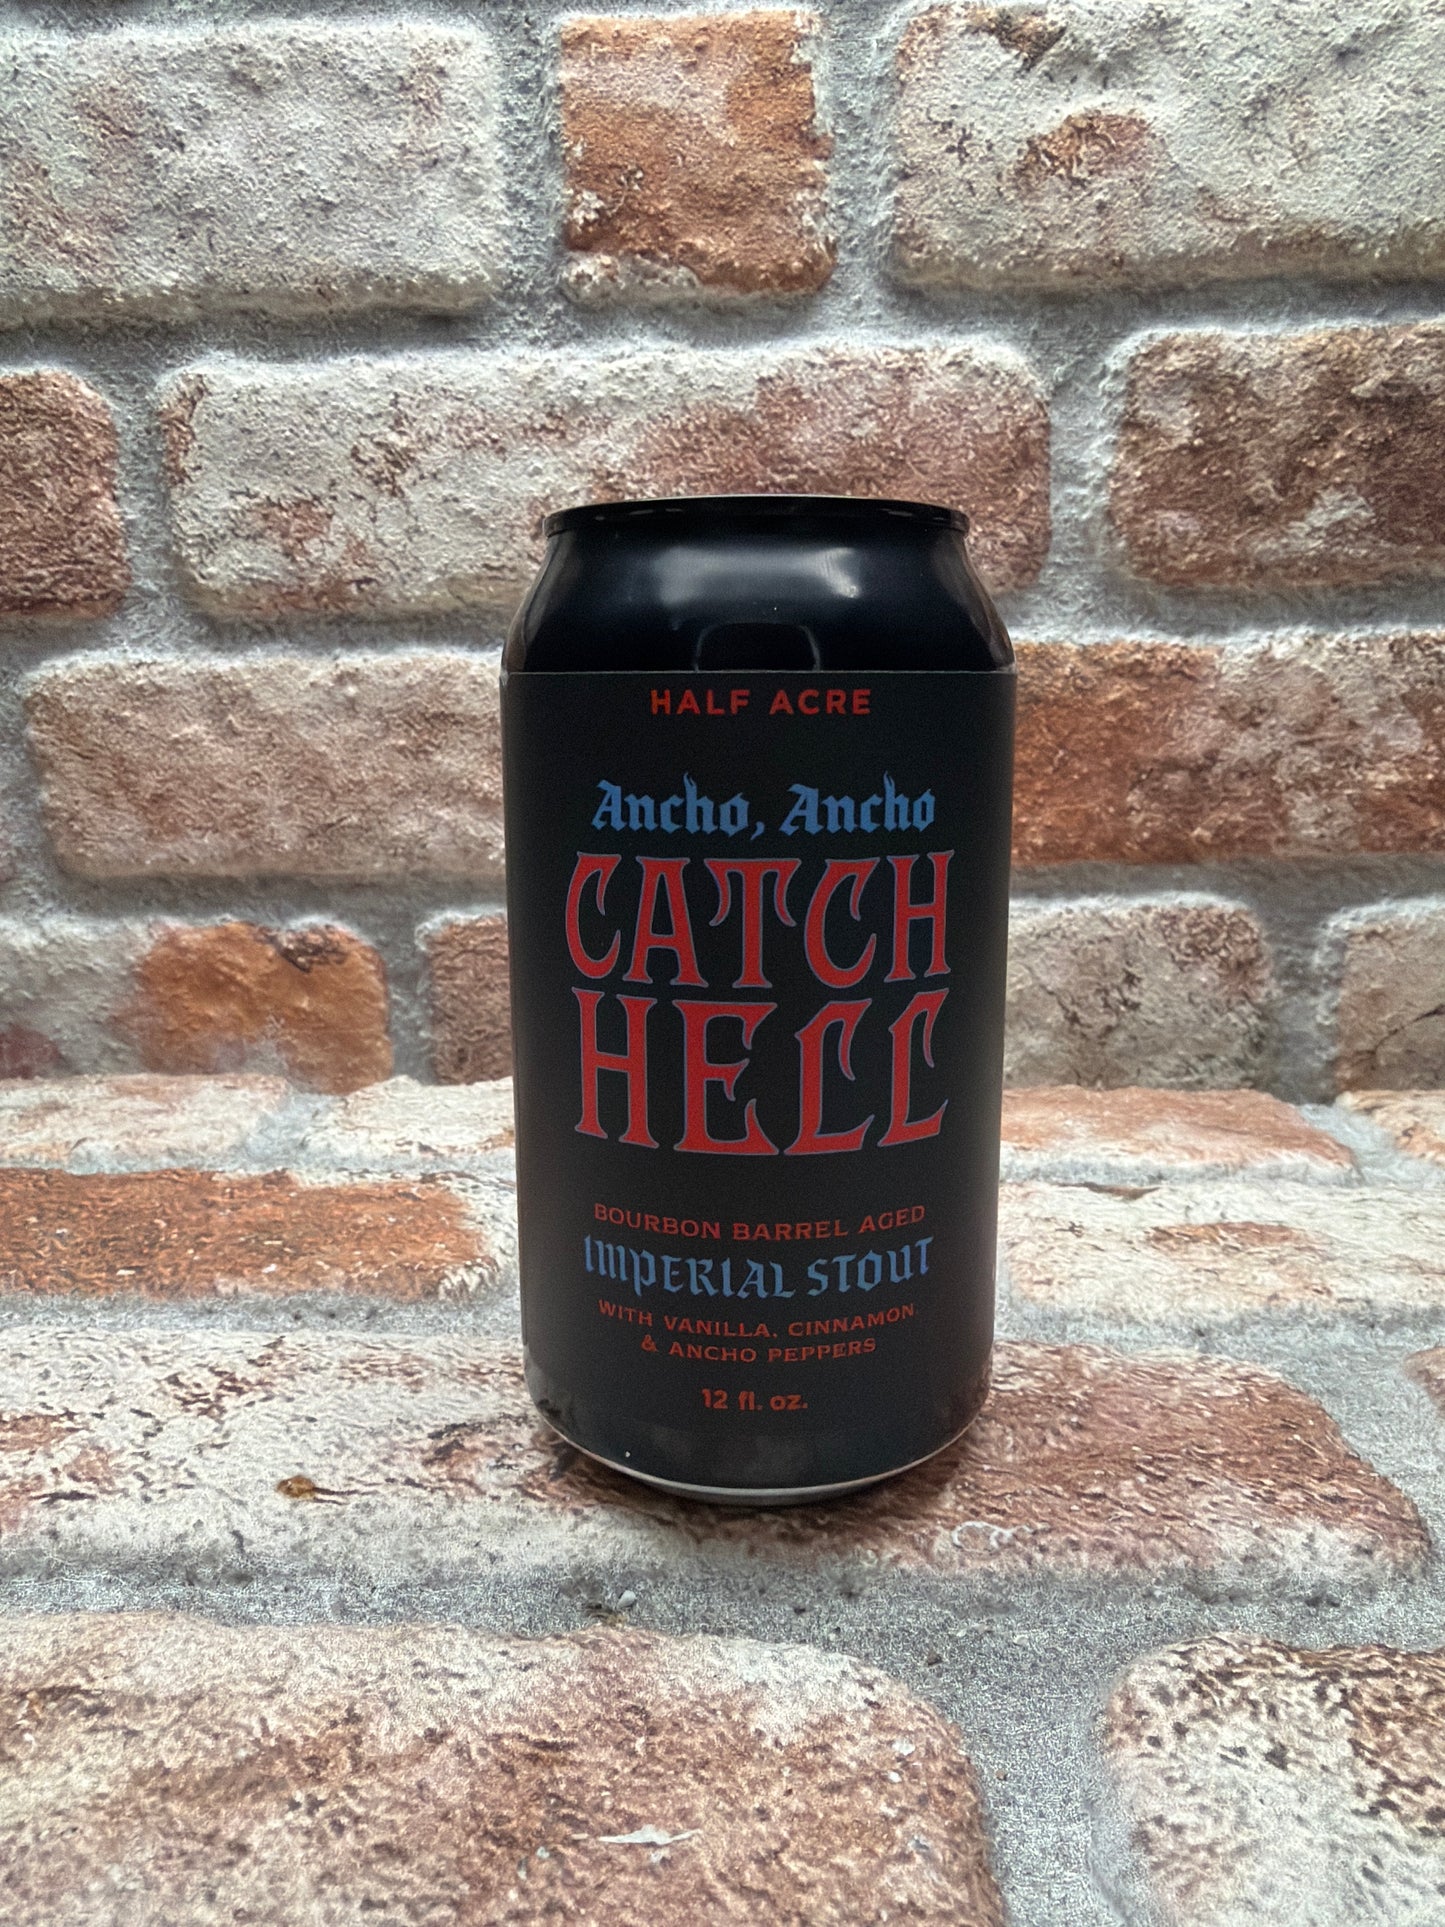 HALF ACRE
Ancho, Ancho
CATCH
HELL
BOURBON BARREL AGED
IMPERIAL STOUT
WITH VANILLA, CINNAMON
& ANCHO PEPPERS
12 fl. oz.